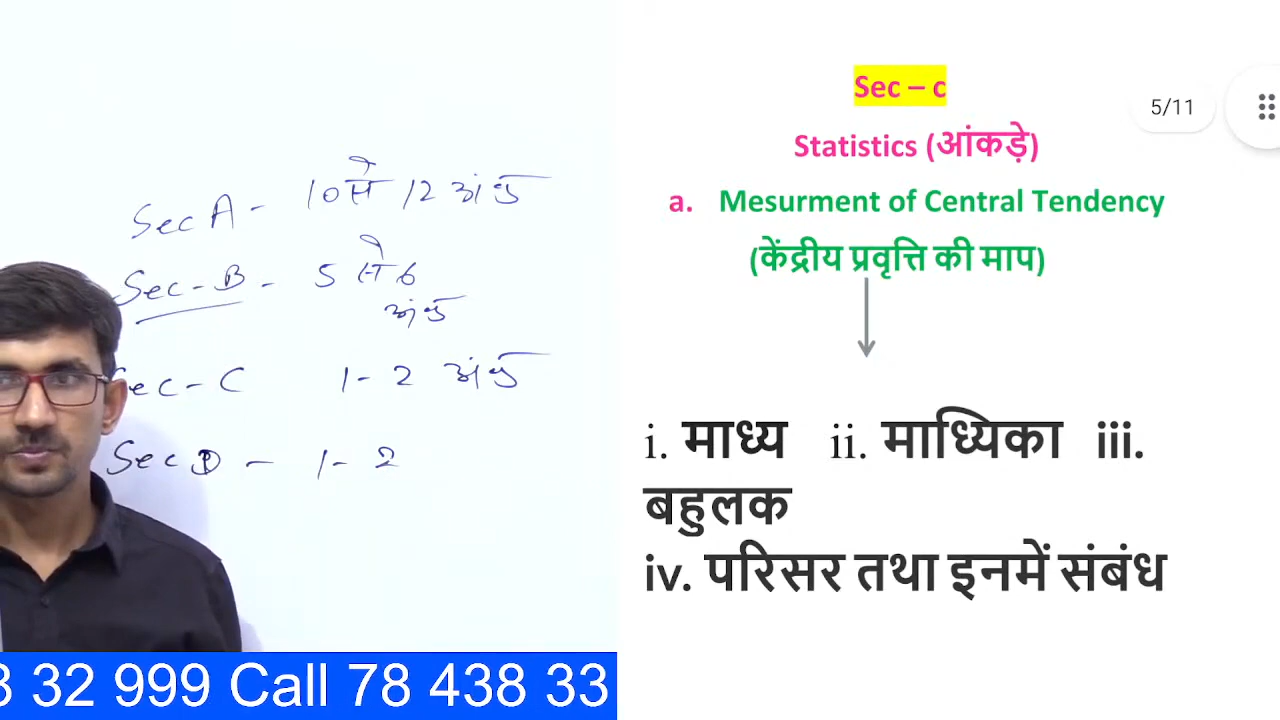 Sec A - 10 से 12 अंक
Sec - B - 5 से 6
अंक
Sec - C 1 - 2 अंक
Sec D - 1 - 2
Sec – c
5/11
Statistics (आंकड़े)
a. Mesurment of Central Tendency
(केंद्रीय प्रवृत्ति की माप)
i. माध्य ii. माध्यिका iii.
बहुलक
iv. परिसर तथा इनमें संबंध
32 999 Call 78 438 33